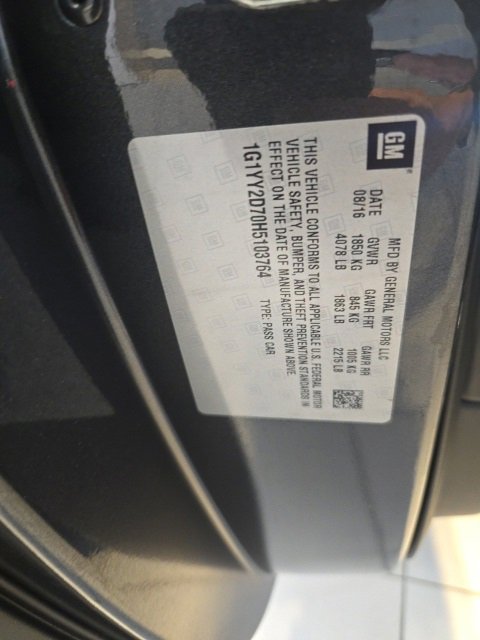 GM
MFD BY GENERAL MOTORS LLC
DATE GVWR GAWR FRT GAWR RR
08/16 1850 KG 845 KG 1005 KG
4078 LB 1863 LB 2215 LB
THIS VEHICLE CONFORMS TO ALL APPLICABLE U.S. FEDERAL MOTOR
VEHICLE SAFETY, BUMPER, AND THEFT PREVENTION STANDARDS IN
EFFECT ON THE DATE OF MANUFACTURE SHOWN ABOVE.
1G1YY2D70H5103764 TYPE: PASS CAR